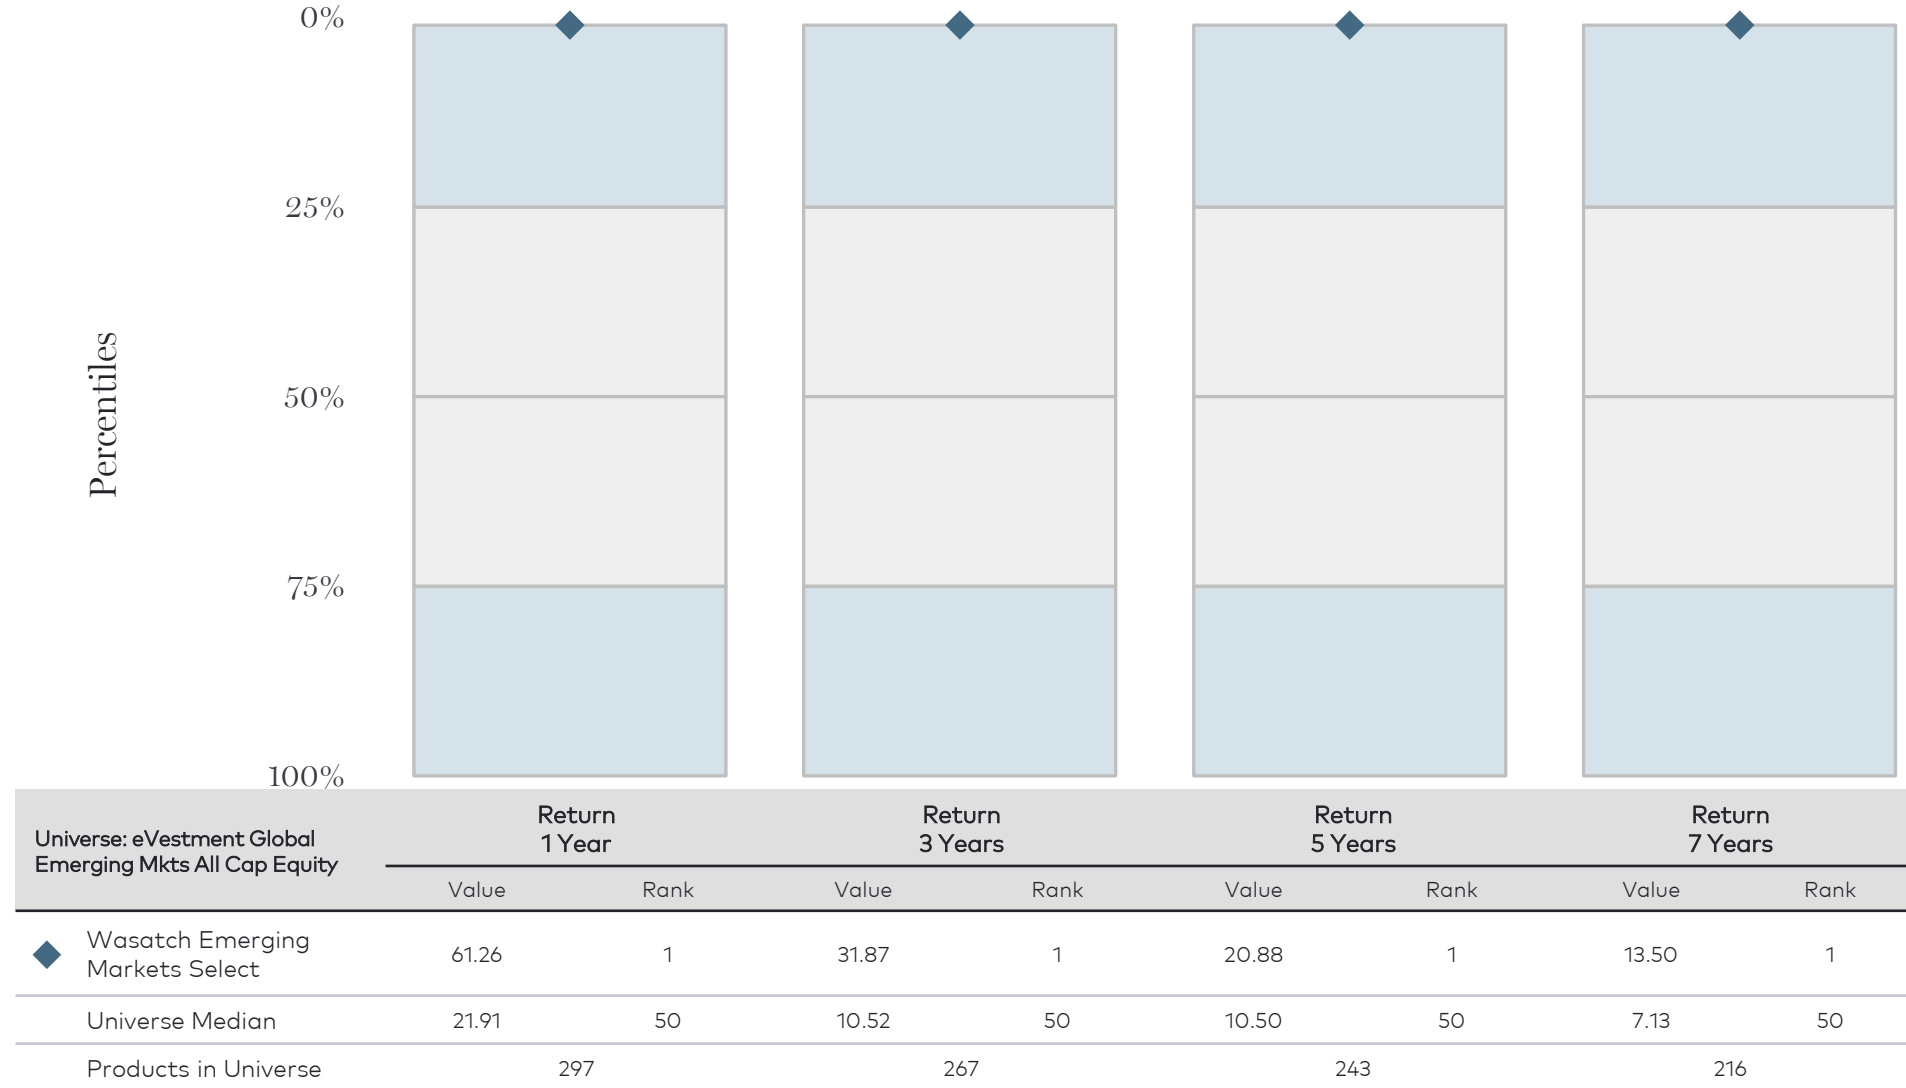 0%
25%
50%
75%
100%
Percentiles
Universe: eVestment Global
Emerging Mkts All Cap Equity
Return
1 Year
Return
3 Years
Return
5 Years
Return
7 Years
Value Rank Value Rank Value Rank Value Rank
Wasatch Emerging
Markets Select
61.26 1 31.87 1 20.88 1 13.50 1
Universe Median 21.91 50 10.52 50 10.50 50 7.13 50
Products in Universe 297 267 243 216